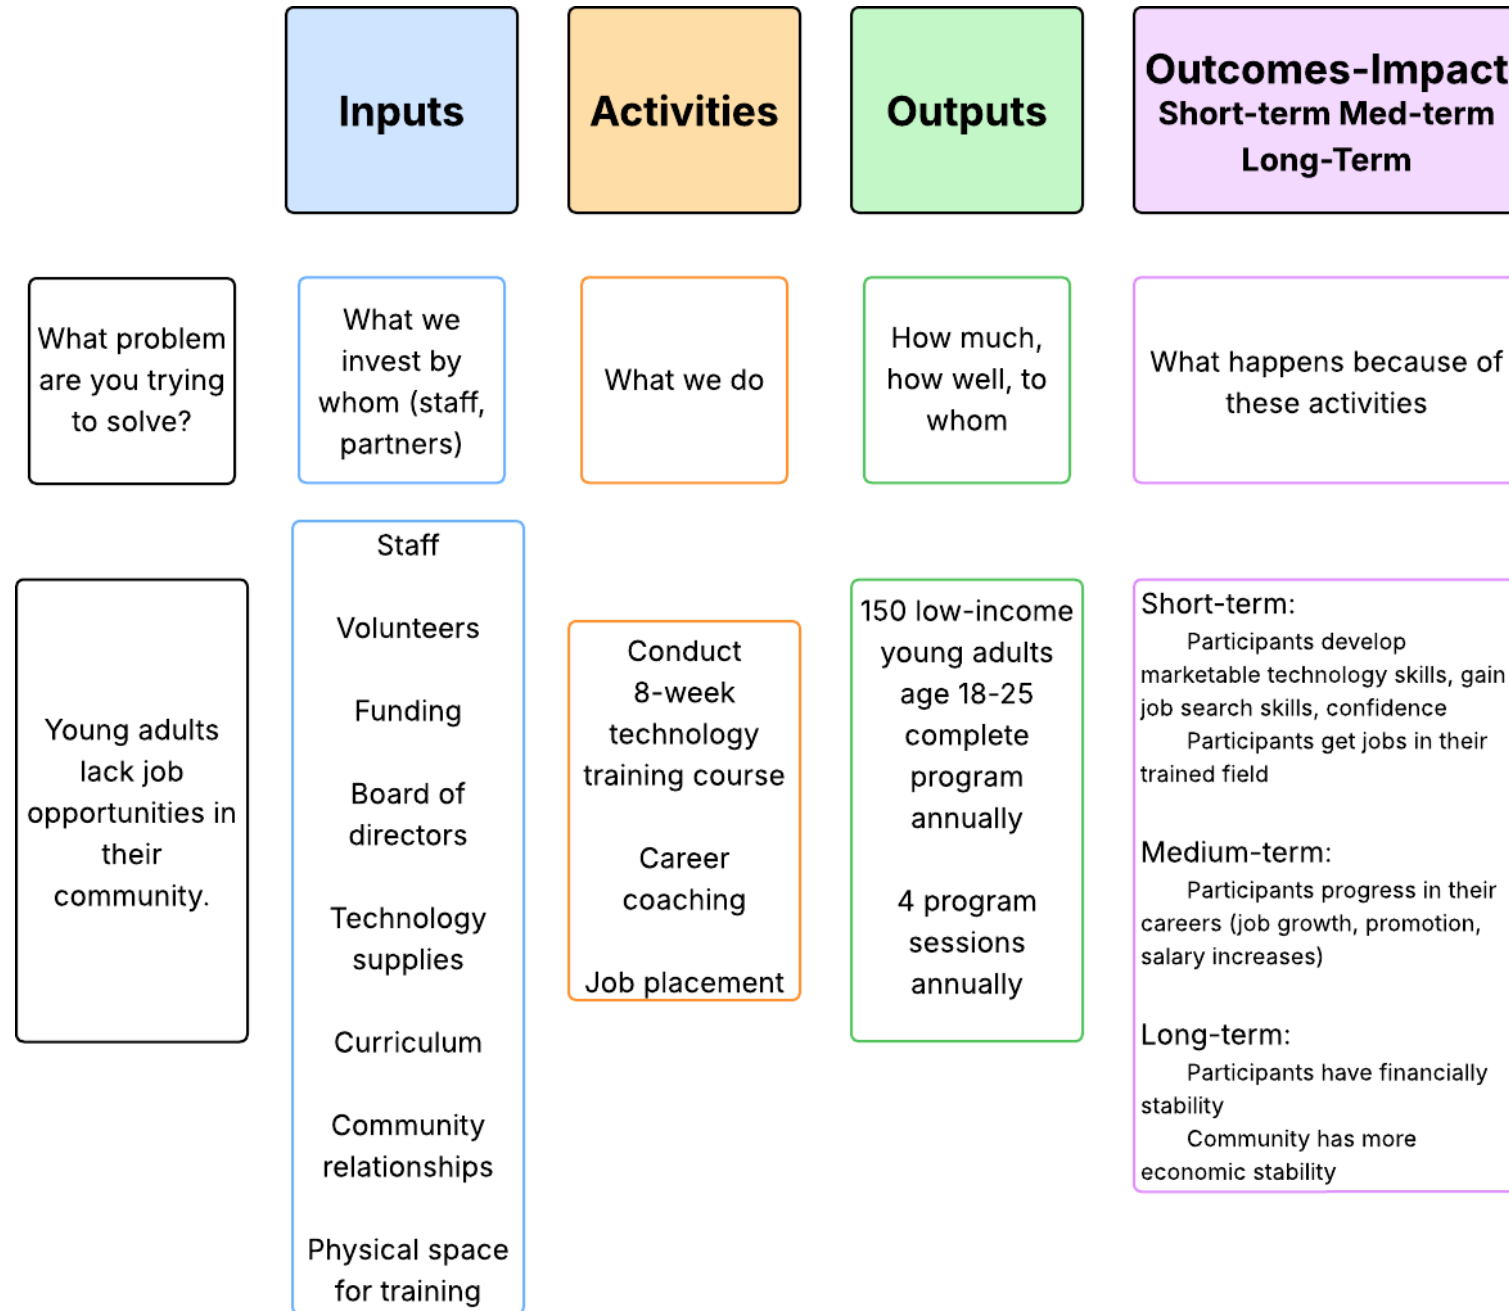 Inputs
Activities
Outputs
Outcomes-Impact
Short-term Med-term
Long-Term
What problem
are you trying
to solve?
What we
invest by
whom (staff,
partners)
What we do
How much,
how well, to
whom
What happens because of
these activities
Young adults
lack job
opportunities in
their
community.
Staff
Volunteers
Funding
Board of
directors
Technology
supplies
Curriculum
Community
relationships
Physical space
for training
Conduct
8-week
technology
training course
Career
coaching
Job placement
150 low-income
young adults
age 18-25
complete
program
annually
4 program
sessions
annually
Short-term:
Participants develop
marketable technology skills, gain
job search skills, confidence
Participants get jobs in their
trained field
Medium-term:
Participants progress in their
careers (job growth, promotion,
salary increases)
Long-term:
Participants have financially
stability
Community has more
economic stability